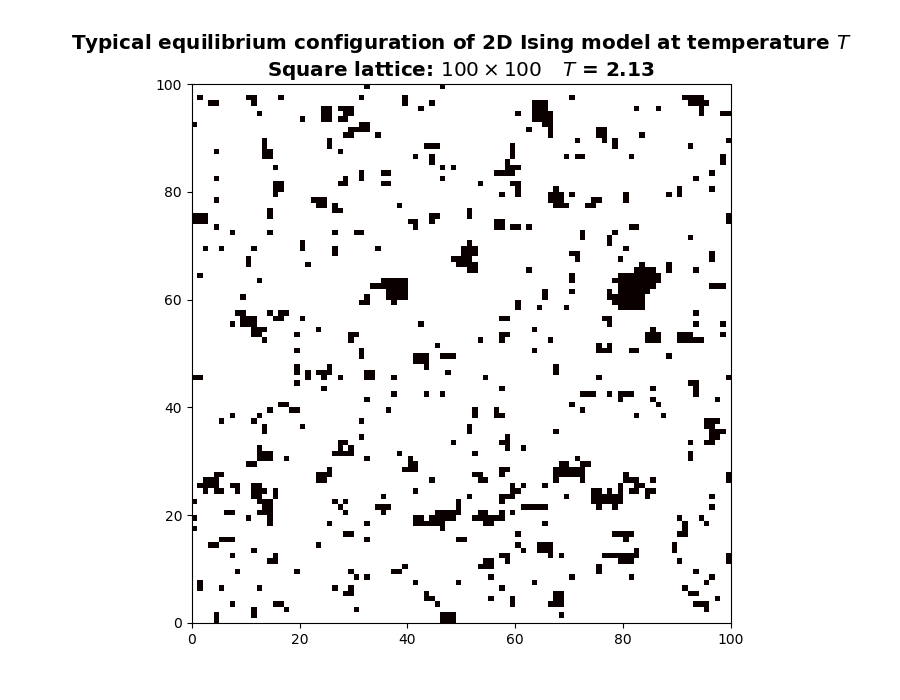 Typical equilibrium configuration of 2D Ising model at temperature T
Square lattice: 100 × 100 T = 2.13
100
80
60
40
20
0
0 20 40 60 80 100